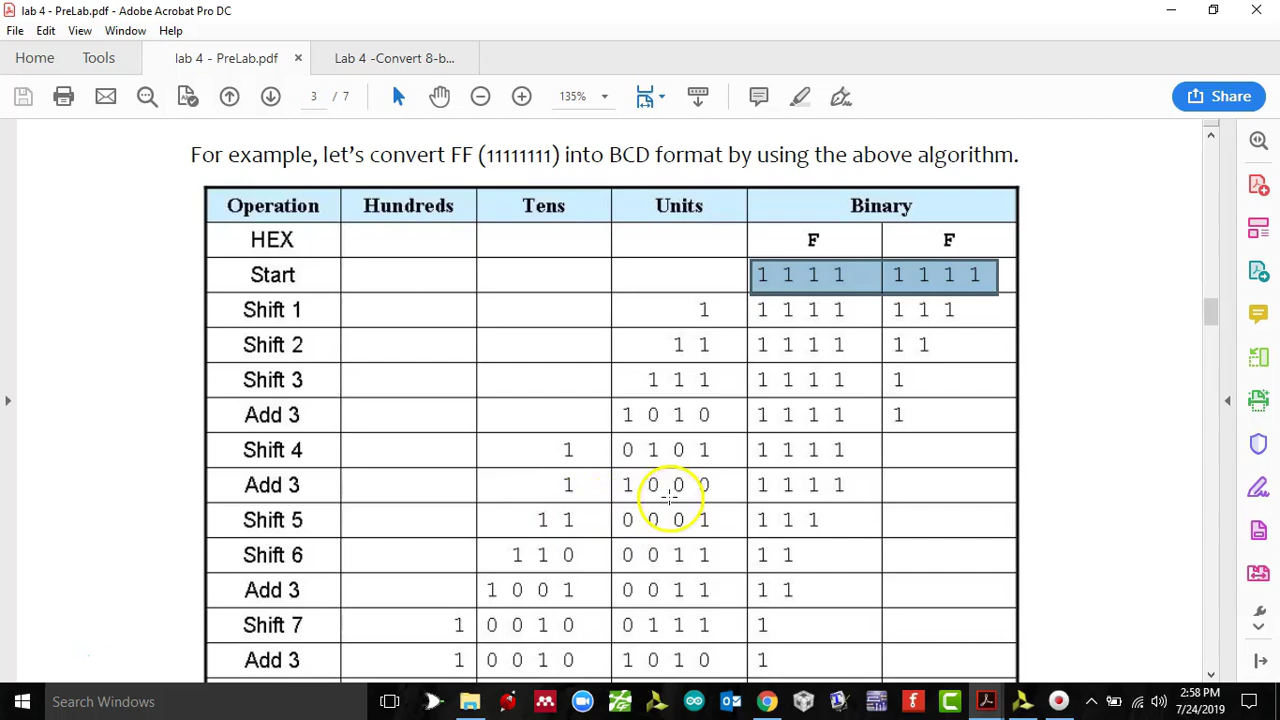 lab 4 - PreLab.pdf - Adobe Acrobat Pro DC
File Edit View Window Help
Home Tools lab 4 - PreLab.pdf × Lab 4 -Convert 8-b...
3 / 7 135% Share
For example, let's convert FF (11111111) into BCD format by using the above algorithm.
Operation Hundreds Tens Units Binary
HEX F F
Start 1 1 1 1 1 1 1 1
Shift 1 1 1 1 1 1 1 1 1
Shift 2 1 1 1 1 1 1 1 1
Shift 3 1 1 1 1 1 1 1 1
Add 3 1 0 1 0 1 1 1 1 1
Shift 4 1 0 1 0 1 1 1 1 1
Add 3 1 1 0 0 0 1 1 1 1
Shift 5 1 1 0 0 0 1 1 1 1
Shift 6 1 1 0 0 0 1 1 1 1
Add 3 1 0 0 1 0 0 1 1 1 1
Shift 7 1 0 0 1 0 0 1 1 1 1
Add 3 1 0 0 1 0 1 0 1 0 1
Search Windows
2:58 PM
7/24/2019